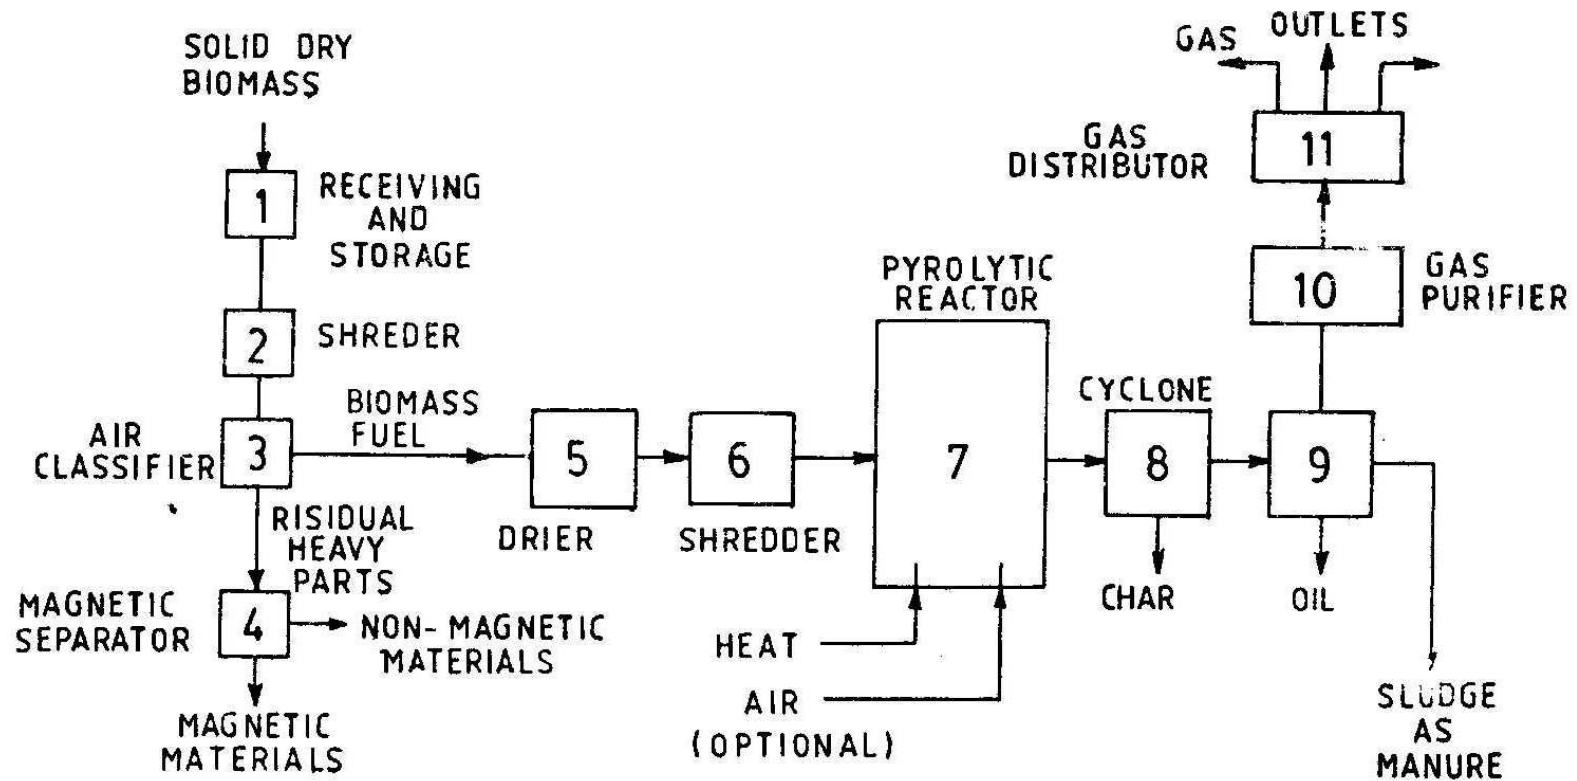 SOLID DRY
BIOMASS
1
RECEIVING
AND
STORAGE
2
SHREDER
AIR
CLASSIFIER
3
BIOMASS
FUEL
RISIDUAL
HEAVY
PARTS
MAGNETIC
SEPARATOR
4
NON-MAGNETIC
MATERIALS
MAGNETIC
MATERIALS
5
DRIER
6
SHREDDER
PYROLYTIC
REACTOR
7
HEAT
AIR
(OPTIONAL)
CYCLONE
8
CHAR
9
OIL
SLUDGE
AS
MANURE
10
GAS
PURIFIER
GAS
DISTRIBUTOR
11
GAS OUTLETS